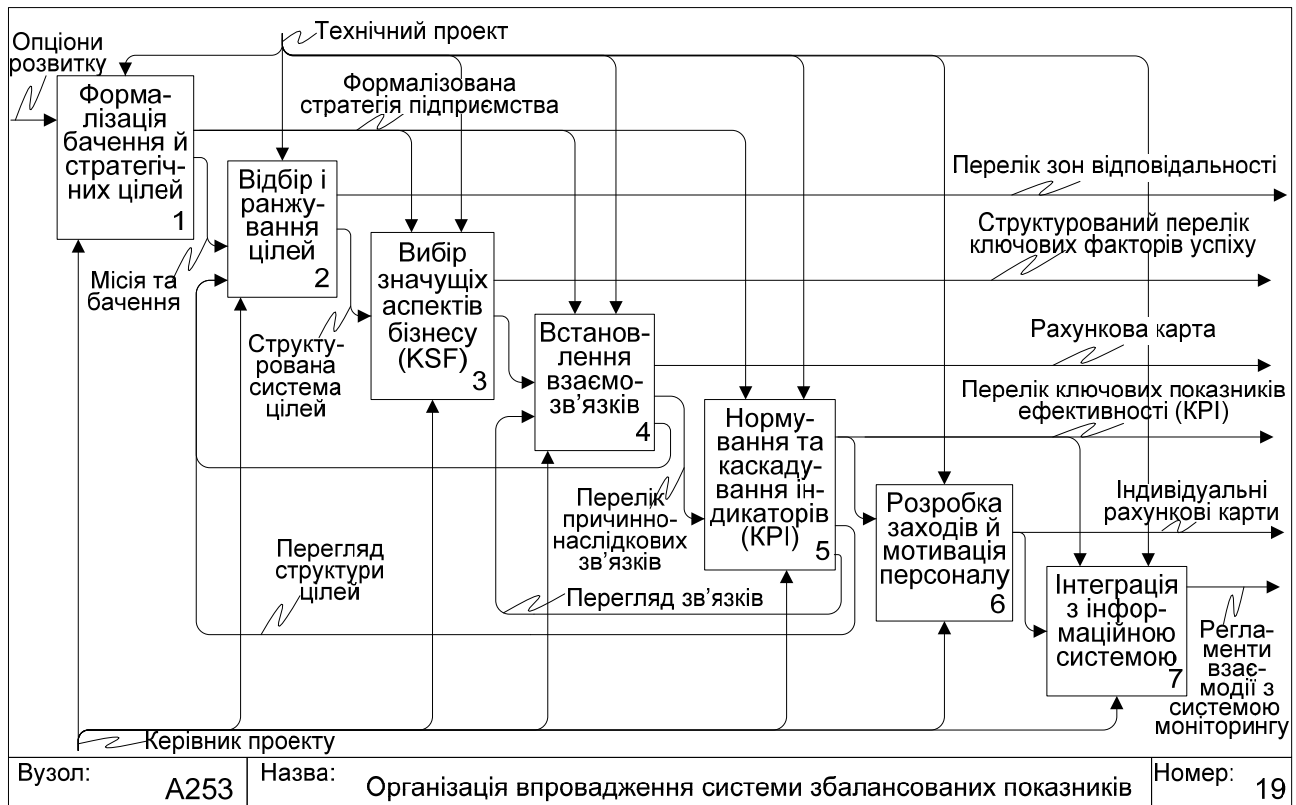 Технічний проект
Опціони
розвитку
Форма-
лізація
бачення й
стратегіч-
них цілей
1
Формалізована
стратегія підприємства
Відбір і
ранжу-
вання
цілей
2
Перелік зон відповідальності
Структурований перелік
ключових факторів успіху
Місія та
бачення
Вибір
значущіх
аспектів
бізнесу
(KSF)
3
Структу-
рована
система
цілей
Встанов-
лення
взаємо-
зв’язків
4
Рахункова карта
Перелік ключових показників
ефективності (КРІ)
Норму-
вання та
каскаду-
вання ін-
дикаторів
(КРІ)
5
Перелік
причинно-
наслідкових
зв’язків
Індивідуальні
рахункові карти
Розробка
заходів й
мотивація
персоналу
6
Перегляд
структури
цілей
Перегляд зв’язків
Інтеграція
з інфор-
маційною
системою
7
Регла-
менти
взає-
модії з
системою
моніторингу
Керівник проекту
Вузол:
А253
Назва:
Організація впровадження системи збалансованих показників
Номер:
19